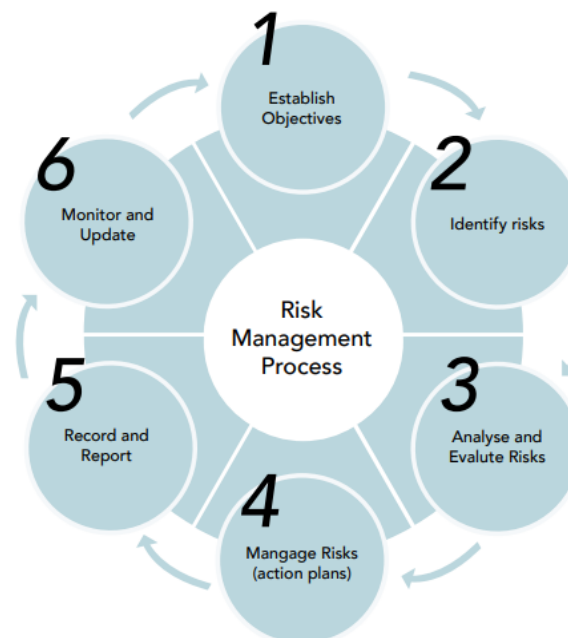 1
Establish
Objectives
2
Identify risks
3
Analyse and
Evalute Risks
4
Mangage Risks
(action plans)
5
Record and
Report
6
Monitor and
Update
Risk
Management
Process